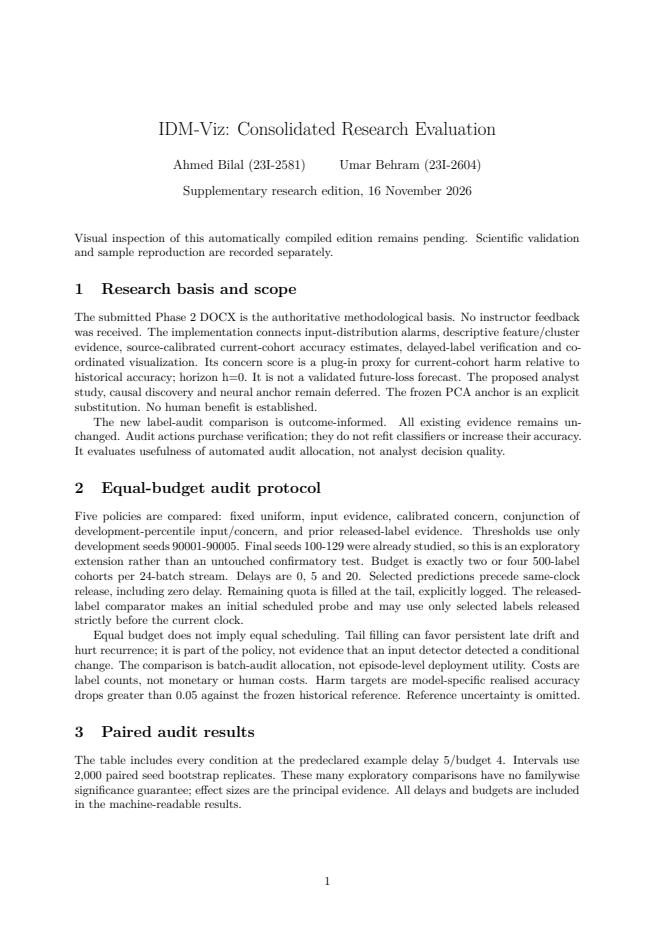 IDM-Viz: Consolidated Research Evaluation
Ahmed Bilal (23I-2581) Umar Behram (23I-2604)
Supplementary research edition, 16 November 2026
Visual inspection of this automatically compiled edition remains pending. Scientific validation
and sample reproduction are recorded separately.
1 Research basis and scope
The submitted Phase 2 DOCX is the authoritative methodological basis. No instructor feedback
was received. The implementation connects input-distribution alarms, descriptive feature/cluster
evidence, source-calibrated current-cohort accuracy estimates, delayed-label verification and co-
ordinated visualization. Its concern score is a plug-in proxy for current-cohort harm relative to
historical accuracy; horizon h=0. It is not a validated future-loss forecast. The proposed analyst
study, causal discovery and neural anchor remain deferred. The frozen PCA anchor is an explicit
substitution. No human benefit is established.
The new label-audit comparison is outcome-informed. All existing evidence remains un-
changed. Audit actions purchase verification; they do not refit classifiers or increase their accuracy.
It evaluates usefulness of automated audit allocation, not analyst decision quality.
2 Equal-budget audit protocol
Five policies are compared: fixed uniform, input evidence, calibrated concern, conjunction of
development-percentile input/concern, and prior released-label evidence. Thresholds use only
development seeds 90001-90005. Final seeds 100-129 were already studied, so this is an exploratory
extension rather than an untouched confirmatory test. Budget is exactly two or four 500-label
cohorts per 24-batch stream. Delays are 0, 5 and 20. Selected predictions precede same-clock
release, including zero delay. Remaining quota is filled at the tail, explicitly logged. The released-
label comparator makes an initial scheduled probe and may use only selected labels released
strictly before the current clock.
Equal budget does not imply equal scheduling. Tail filling can favor persistent late drift and
hurt recurrence; it is part of the policy, not evidence that an input detector detected a conditional
change. The comparison is batch-audit allocation, not episode-level deployment utility. Costs are
label counts, not monetary or human costs. Harm targets are model-specific realised accuracy
drops greater than 0.05 against the frozen historical reference. Reference uncertainty is omitted.
3 Paired audit results
The table includes every condition at the predeclared example delay 5/budget 4. Intervals use
2,000 paired seed bootstrap replicates. These many exploratory comparisons have no familywise
significance guarantee; effect sizes are the principal evidence. All delays and budgets are included
in the machine-readable results.
1